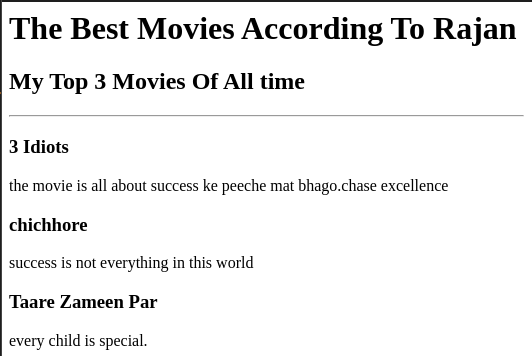 The Best Movies According To Rajan
My Top 3 Movies Of All time
3 Idiots
the movie is all about success ke peeche mat bhago.chase excellence
chichhore
success is not everything in this world
Taare Zameen Par
every child is special.